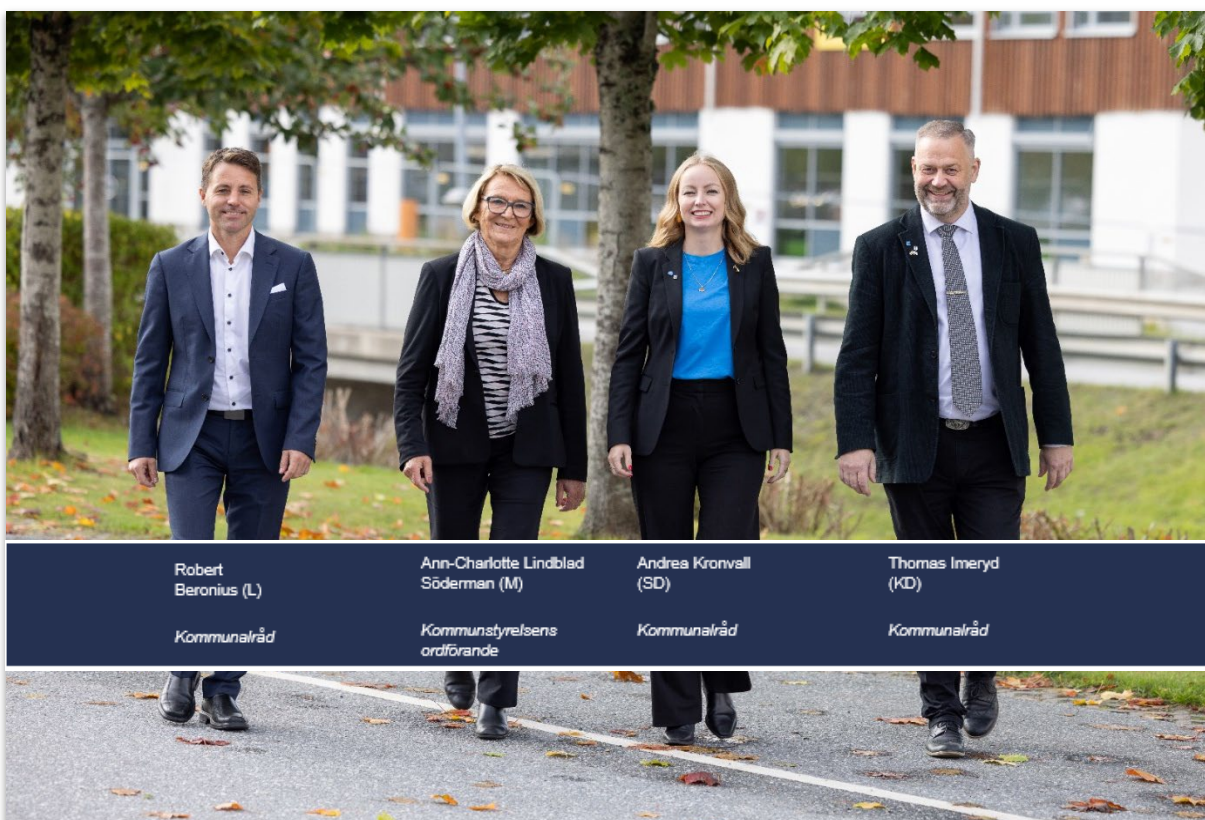 Robert
Beronius (L)
Kommunalråd
Ann-Charlotte Lindblad
Söderman (M)
Kommunstyrelsens
ordförande
Andrea Kronvall
(SD)
Kommunalråd
Thomas Imeryd
(KD)
Kommunalråd